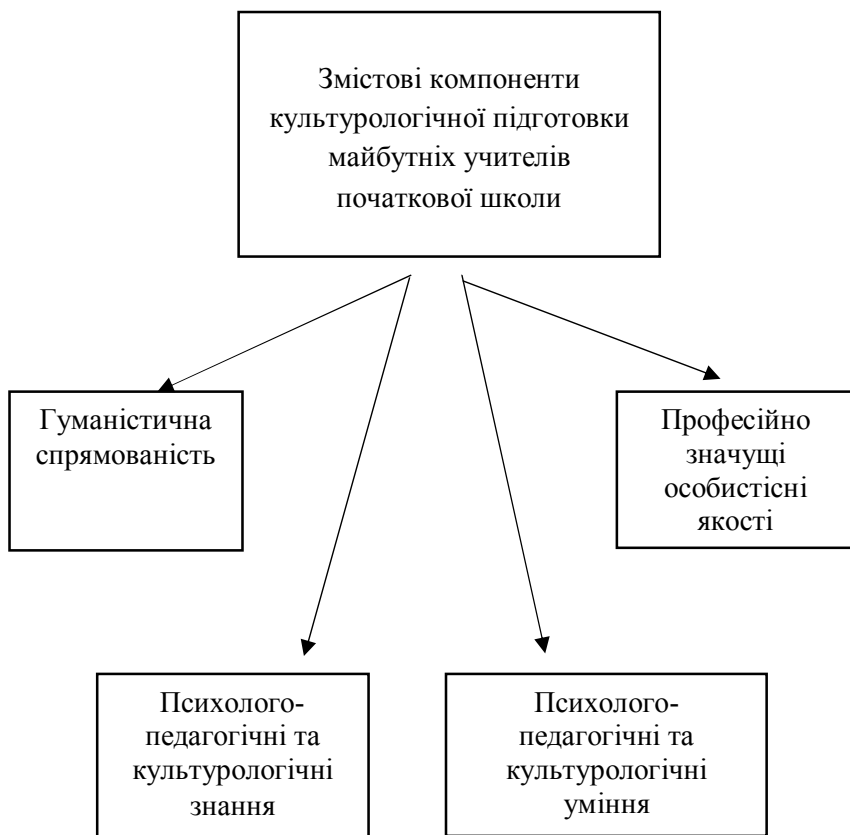 Змістові компоненти
культурологічної підготовки
майбутніх учителів
початкової школи
Гуманістична
спрямованість
Професійно
значущі
особистісні
якості
Психолого-
педагогічні та
культурологічні
знання
Психолого-
педагогічні та
культурологічні
уміння